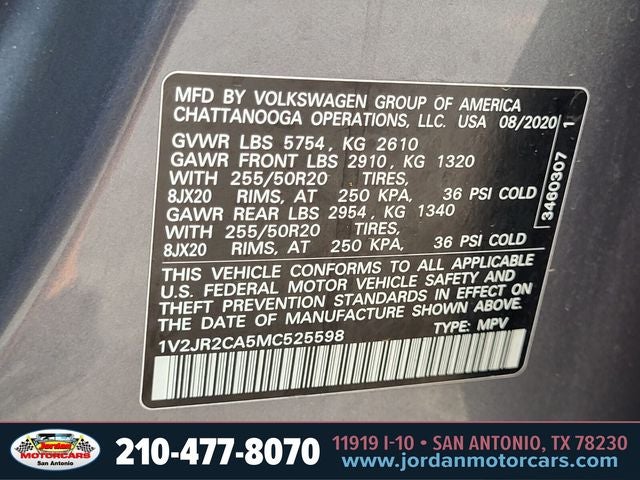 MFD BY VOLKSWAGEN GROUP OF AMERICA
CHATTANOOGA OPERATIONS, LLC. USA 08/2020
GVWR LBS 5754, KG 2610
GAWR FRONT LBS 2910, KG 1320
WITH 255/50R20 TIRES,
8JX20 RIMS, AT 250 KPA, 36 PSI COLD
GAWR REAR LBS 2954, KG 1340
WITH 255/50R20 TIRES,
8JX20 RIMS, AT 250 KPA, 36 PSI COLD
THIS VEHICLE CONFORMS TO ALL APPLICABLE
U.S. FEDERAL MOTOR VEHICLE SAFETY AND
THEFT PREVENTION STANDARDS IN EFFECT ON
THE DATE OF MANUFACTURE SHOWN ABOVE.
1V2JR2CA5MC525598 TYPE: MPV
3460307 1
Jordan
MOTORCARS
San Antonio
210-477-8070
11919 I-10 • SAN ANTONIO, TX 78230
www.jordanmotorcars.com